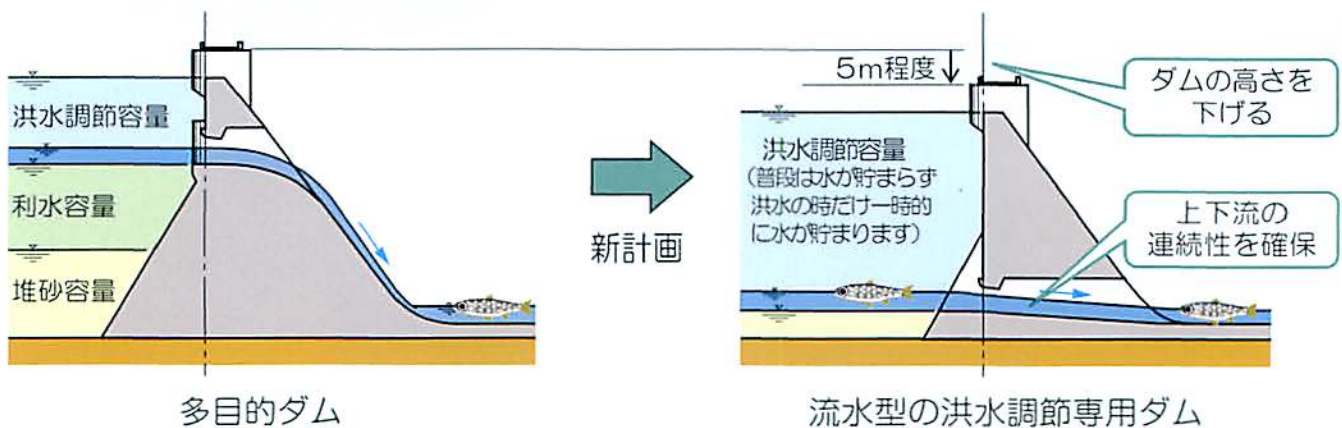 洪水調節容量
利水容量
堆砂容量
多目的ダム
新計画
5m程度
ダムの高さを
下げる
洪水調節容量
(普段は水が貯まらず
洪水の時だけ一時的
に水が貯まります)
上下流の
連続性を確保
流水型の洪水調節専用ダム